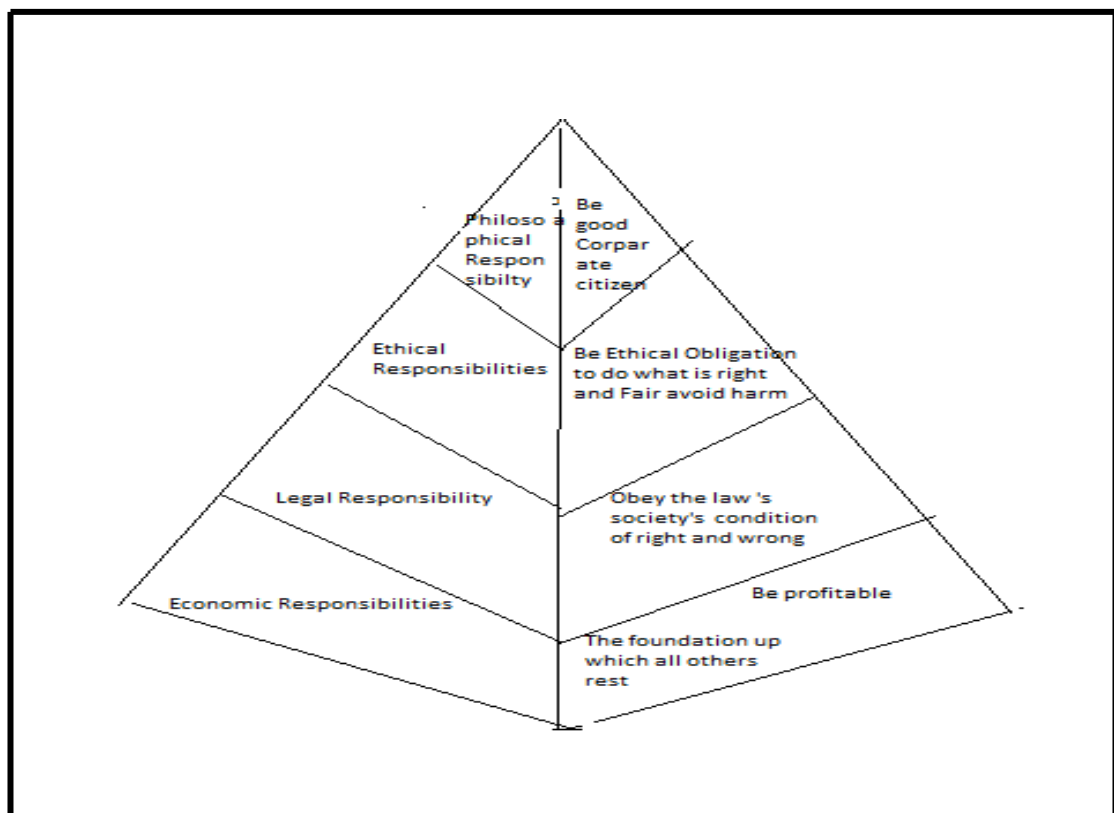 Philoso a
phical
Respon
sibilty
Be
good
Corpar
ate
citizen
Ethical
Responsibilities
Be Ethical Obligation
to do what is right
and Fair avoid harm
Legal Responsibility
Obey the law 's
society's condition
of right and wrong
Economic Responsibilities
Be profitable
The foundation up
which all others
rest